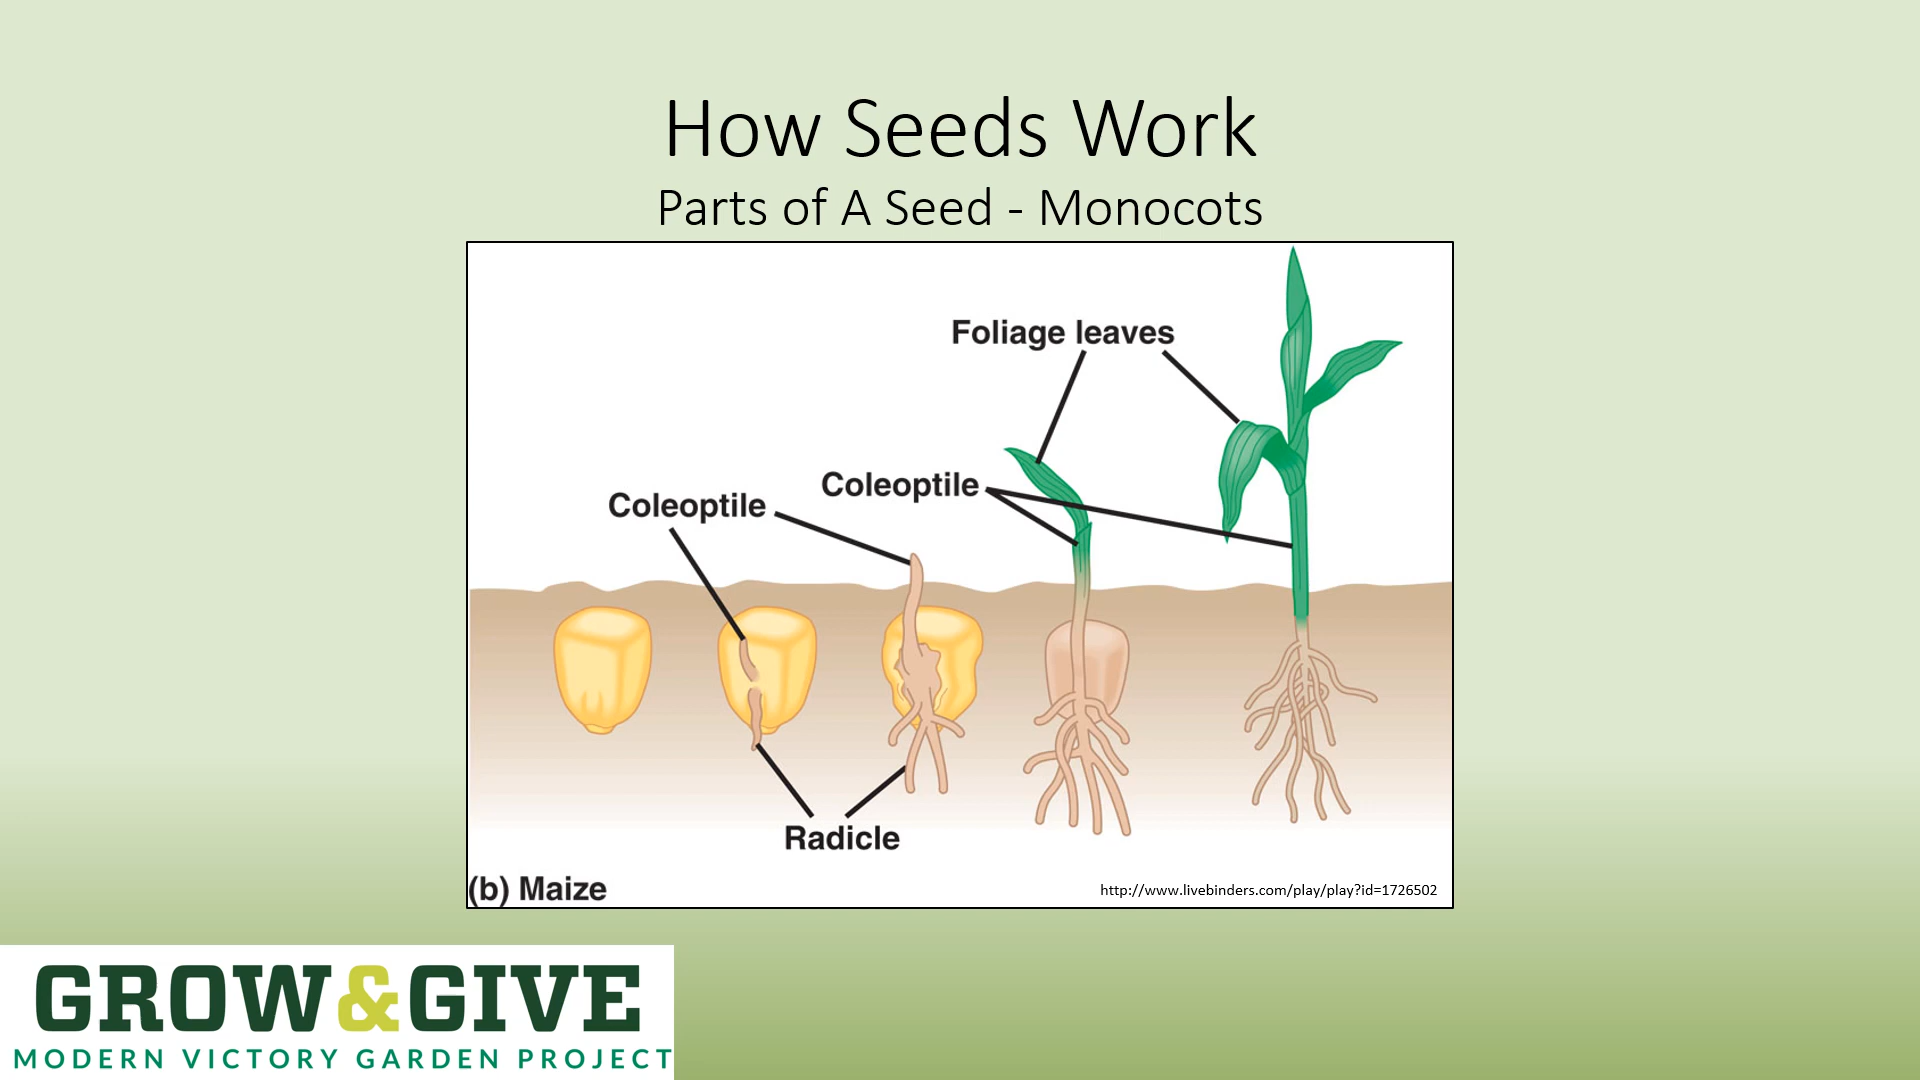 How Seeds Work
Parts of A Seed - Monocots
Foliage leaves
Coleoptile
Coleoptile
Radicle
(b) Maize
http://www.livebinders.com/play/play?id=1726502
GROW&GIVE
MODERN VICTORY GARDEN PROJECT